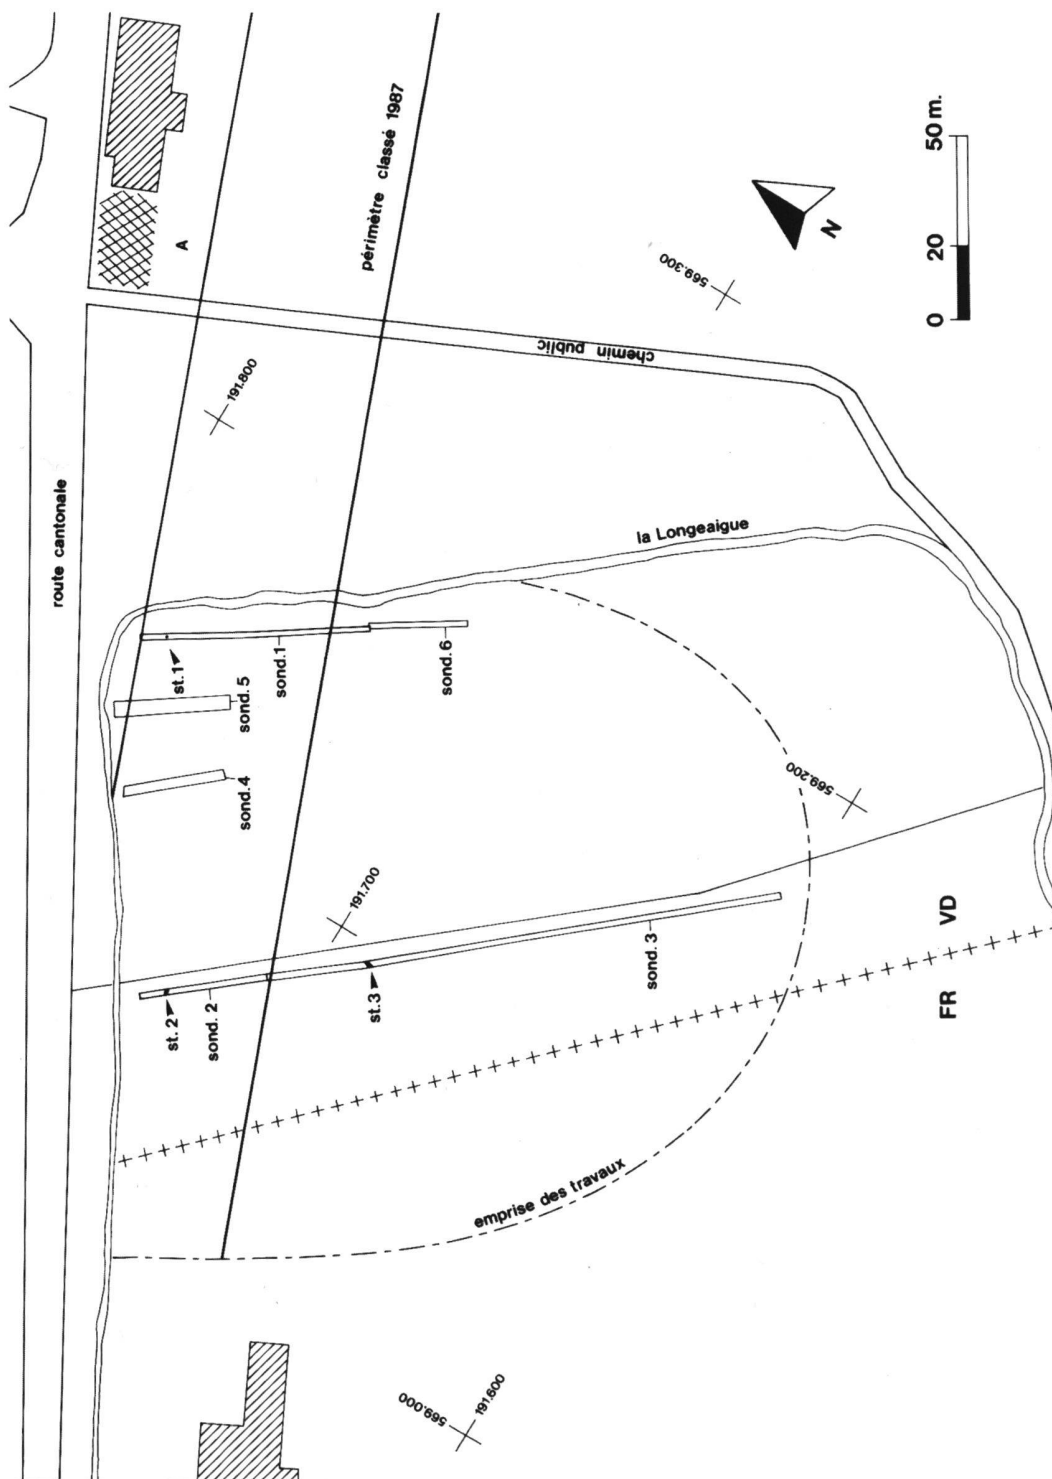 A
périmètre classé 1987
0 20 50 m.
N
569.300
191.800
chemin public
route cantonale
la Longeaigue
st.1
sond.1
sond.6
sond.5
sond.4
569.200
191.700
VD
FR
st.2
sond.2
st.3
sond.3
emprise des travaux
569.000
191.600